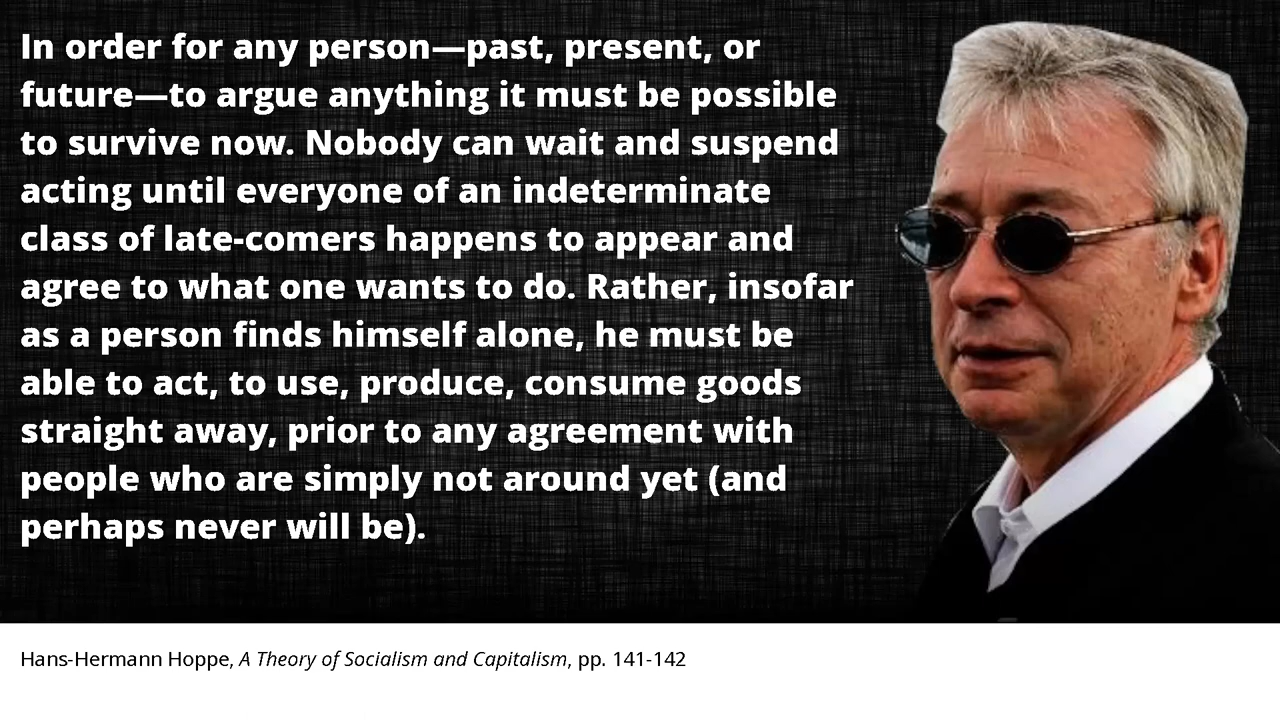 In order for any person—past, present, or
future—to argue anything it must be possible
to survive now. Nobody can wait and suspend
acting until everyone of an indeterminate
class of late-comers happens to appear and
agree to what one wants to do. Rather, insofar
as a person finds himself alone, he must be
able to act, to use, produce, consume goods
straight away, prior to any agreement with
people who are simply not around yet (and
perhaps never will be).
Hans-Hermann Hoppe, A Theory of Socialism and Capitalism, pp. 141-142